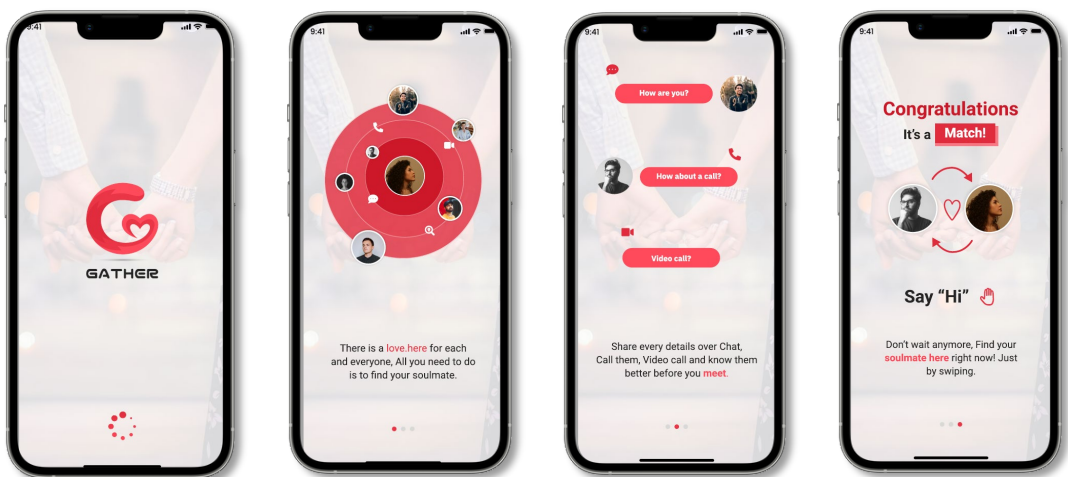 9:41
GATHER
9:41
There is a love.here for each
and everyone, All you need to do
is to find your soulmate.
9:41
How are you?
How about a call?
Video call?
Share every details over Chat,
Call them, Video call and know them
better before you meet.
9:41
Congratulations
It's a Match!
Say “Hi”
Don't wait anymore, Find your
soulmate here right now! Just
by swiping.